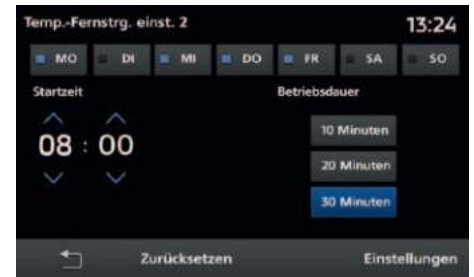 Temp.-Fernstrg. einst. 2 13:24
MO DI MI DO FR SA SO
Startzeit Betriebsdauer
08 : 00
10 Minuten
20 Minuten
30 Minuten
Zurücksetzen Einstellungen